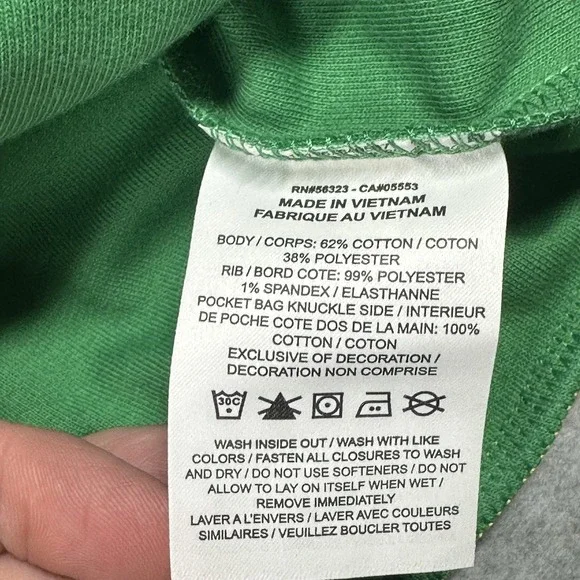 RN#56323 - CA#05553
MADE IN VIETNAM
FABRIQUE AU VIETNAM
BODY / CORPS: 62% COTTON / COTON
38% POLYESTER
RIB / BORD COTE: 99% POLYESTER
1% SPANDEX / ELASTHANNE
POCKET BAG KNUCKLE SIDE / INTERIEUR
DE POCHE COTE DOS DE LA MAIN: 100%
COTTON / COTON
EXCLUSIVE OF DECORATION /
DECORATION NON COMPRISE
30C
WASH INSIDE OUT / WASH WITH LIKE
COLORS / FASTEN ALL CLOSURES TO WASH
AND DRY / DO NOT USE SOFTENERS / DO NOT
ALLOW TO LAY ON ITSELF WHEN WET /
REMOVE IMMEDIATELY
LAVER A L'ENVERS / LAVER AVEC COULEURS
SIMILAIRES / VEUILLEZ BOUCLER TOUTES